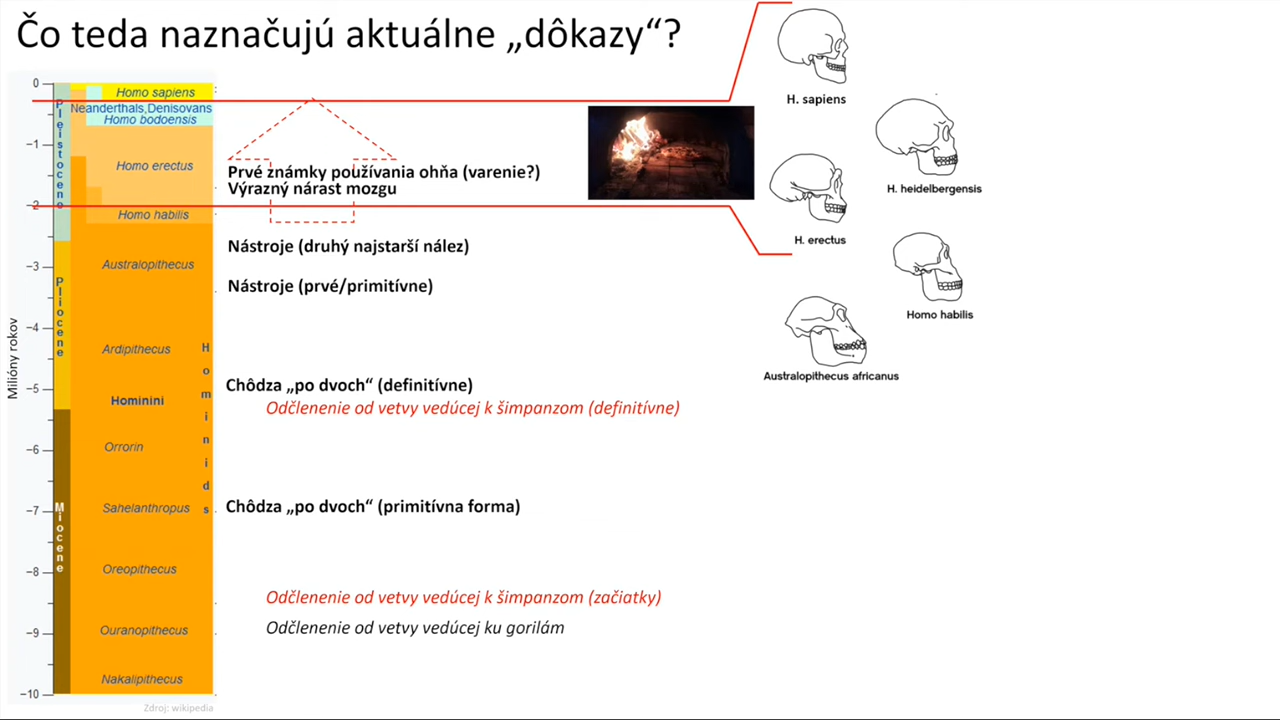 Čo teda naznačujú aktuálne „dôkazy“?
Milióny rokov
0
−1
−2
−3
−4
−5
−6
−7
−8
−9
−10
Pleistocene
Pliocene
Miocene
Homo sapiens
Neanderthals,Denisovans
Homo bodoensis
Homo erectus
Homo habilis
Australopithecus
Ardipithecus
Hominini
Orrorin
Sahelanthropus
Oreopithecus
Ouranopithecus
Nakalipithecus
Hominids
Zdroj: wikipedia
Prvé známky používania ohňa (varenie?)
Výrazný nárast mozgu
Nástroje (druhý najstarší nález)
Nástroje (prvé/primitívne)
Chôdza „po dvoch“ (definitívne)
Odčlenenie od vetvy vedúcej k šimpanzom (definitívne)
Chôdza „po dvoch“ (primitívna forma)
Odčlenenie od vetvy vedúcej k šimpanzom (začiatky)
Odčlenenie od vetvy vedúcej ku gorilám
H. sapiens
H. heidelbergensis
H. erectus
Homo habilis
Australopithecus africanus